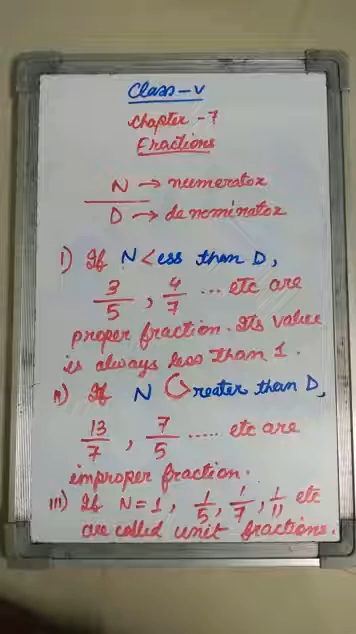 Class-V
Chapter-7
Fractions
N → numerator
D → denominator
i) If N < ess than D,
3/5, 4/7 ... etc are
proper fraction. Its value
is always less than 1.
ii) If N Greater than D,
13/7, 7/5 ..... etc are
improper fraction.
iii) If N=1, 1/5, 1/7, 1/11 etc
are called unit fractions.